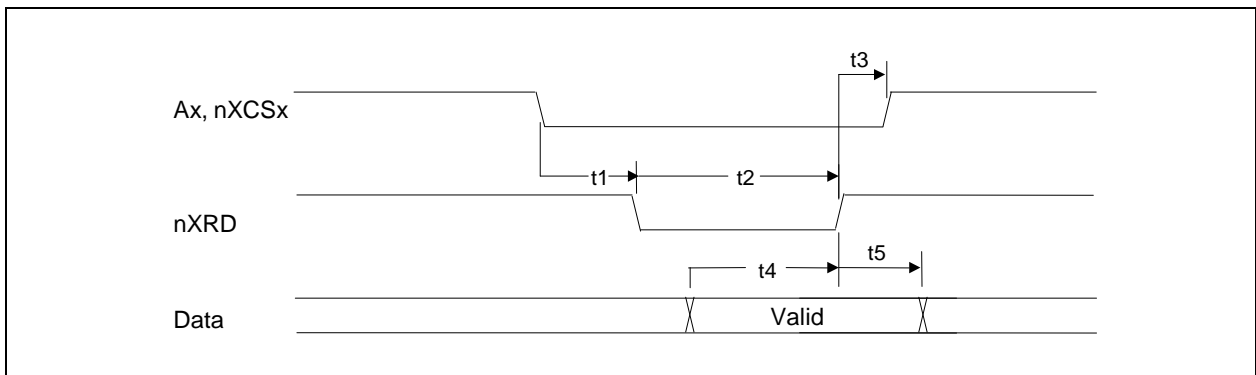 t3
Ax, nXCSx
t1
t2
nXRD
t5
t4
Data
Valid